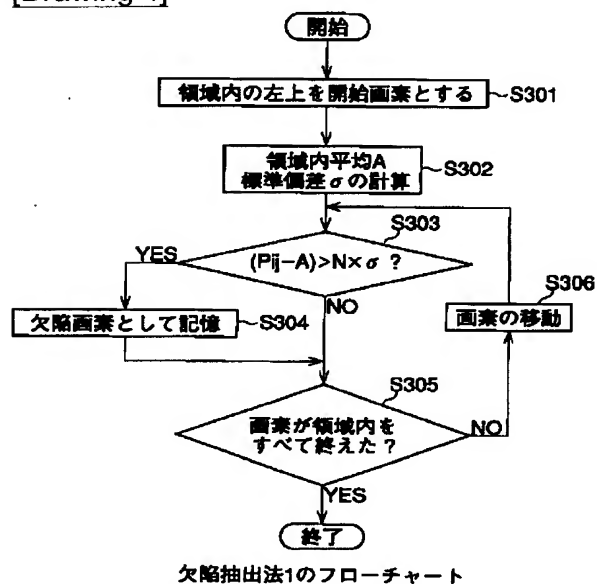 [Drawing 4]
開始
領域内の左上を開始画素とする
S301
領域内平均A
標準偏差σの計算
S302
S303
YES
(Pij−A)>N×σ ?
S306
欠陥画素として記憶
S304
NO
画素の移動
S305
画素が領域内を
すべて終えた?
NO
YES
終了
欠陥抽出法1のフローチャート